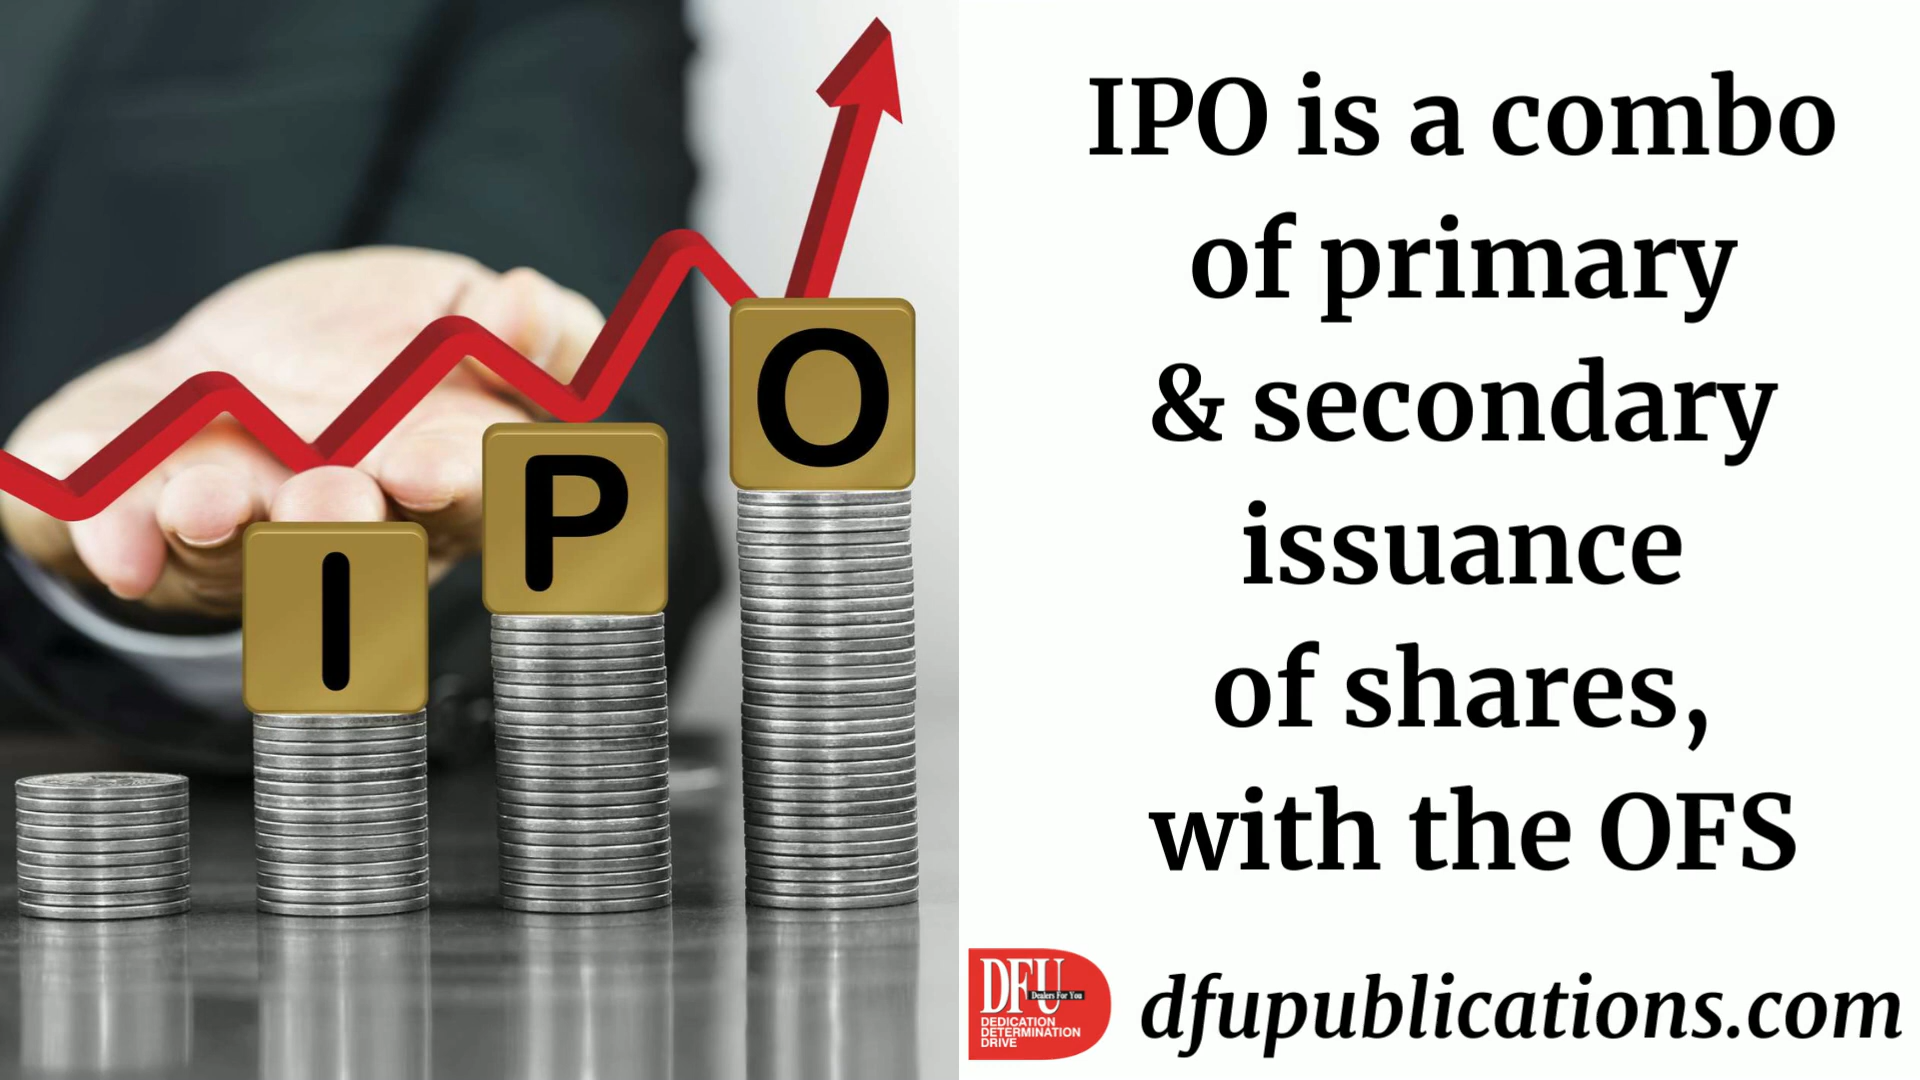 I
P
O
IPO is a combo
of primary
& secondary
issuance
of shares,
with the OFS
DFU
Dealers For You
DEDICATION
DETERMINATION
DRIVE
dfupublications.com